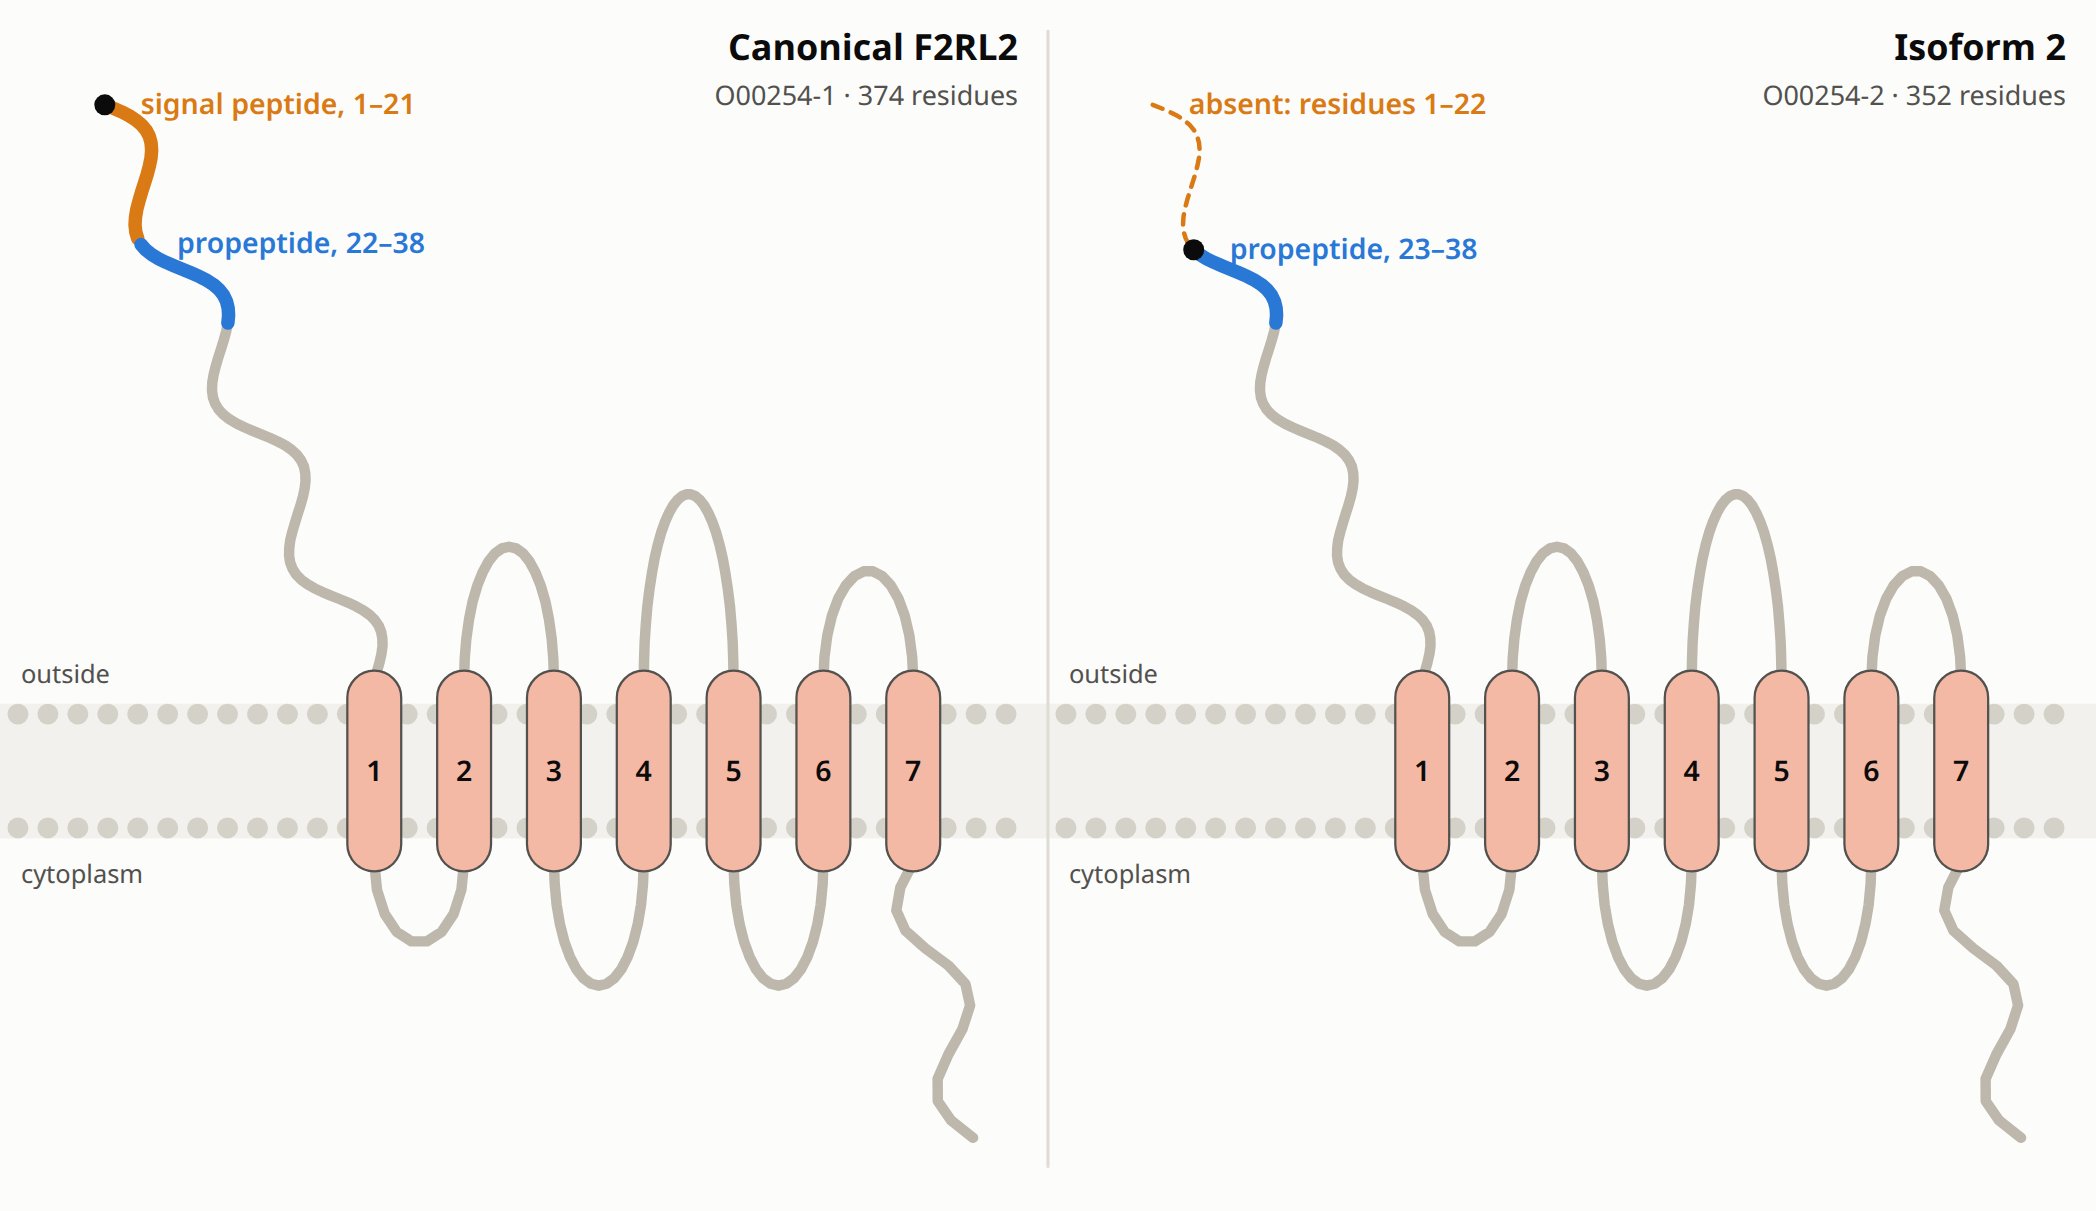 Canonical F2RL2
O00254-1 · 374 residues
signal peptide, 1–21
propeptide, 22–38
outside
1 2 3 4 5 6 7
cytoplasm
Isoform 2
O00254-2 · 352 residues
absent: residues 1–22
propeptide, 23–38
outside
1 2 3 4 5 6 7
cytoplasm